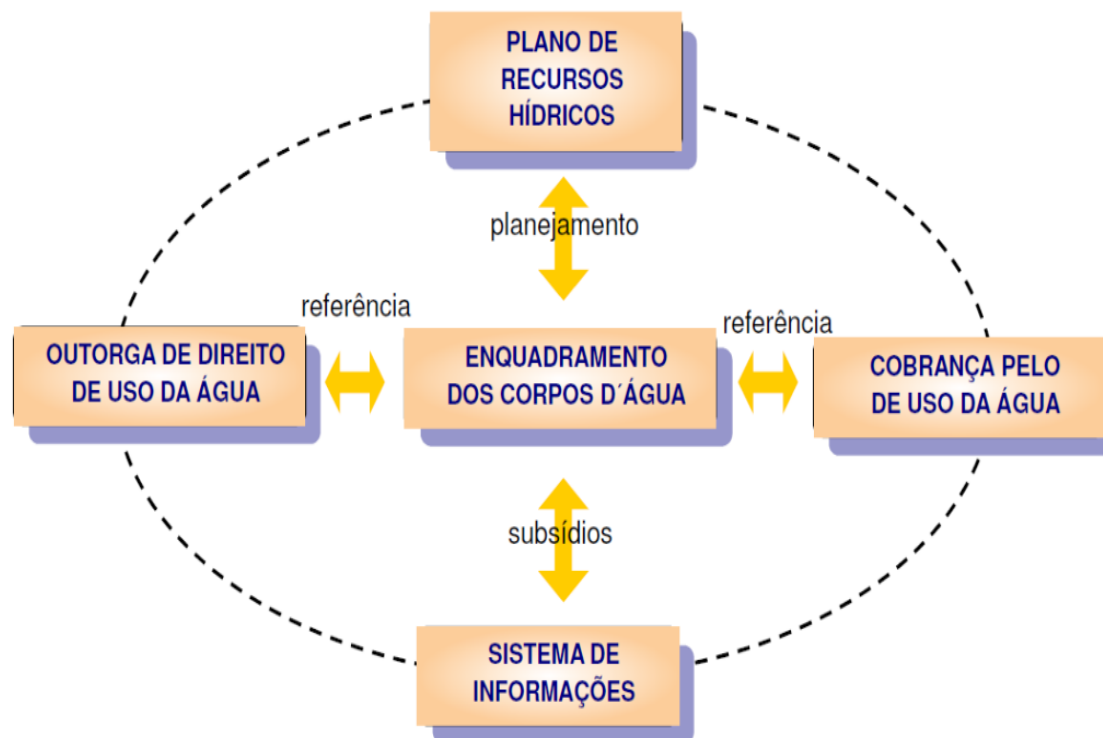 PLANO DE
RECURSOS
HÍDRICOS
planejamento
referência
referência
OUTORGA DE DIREITO
DE USO DA ÁGUA
ENQUADRAMENTO
DOS CORPOS D´ÁGUA
COBRANÇA PELO
DE USO DA ÁGUA
subsídios
SISTEMA DE
INFORMAÇÕES